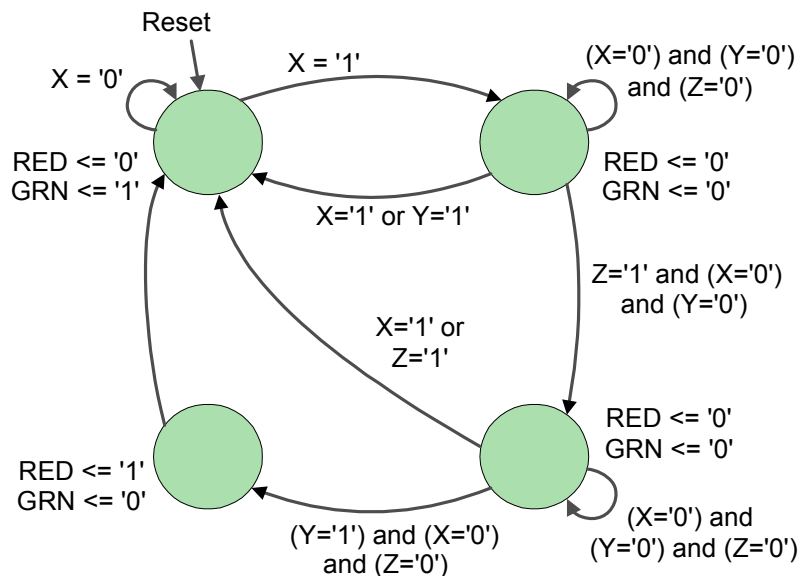 Reset
X = '0'
X = '1'
(X='0') and (Y='0')
and (Z='0')
RED <= '0'
GRN <= '1'
RED <= '0'
GRN <= '0'
X='1' or Y='1'
Z='1' and (X='0')
and (Y='0')
X='1' or
Z='1'
RED <= '0'
GRN <= '0'
RED <= '1'
GRN <= '0'
(Y='1') and (X='0')
and (Z='0')
(X='0') and
(Y='0') and (Z='0')